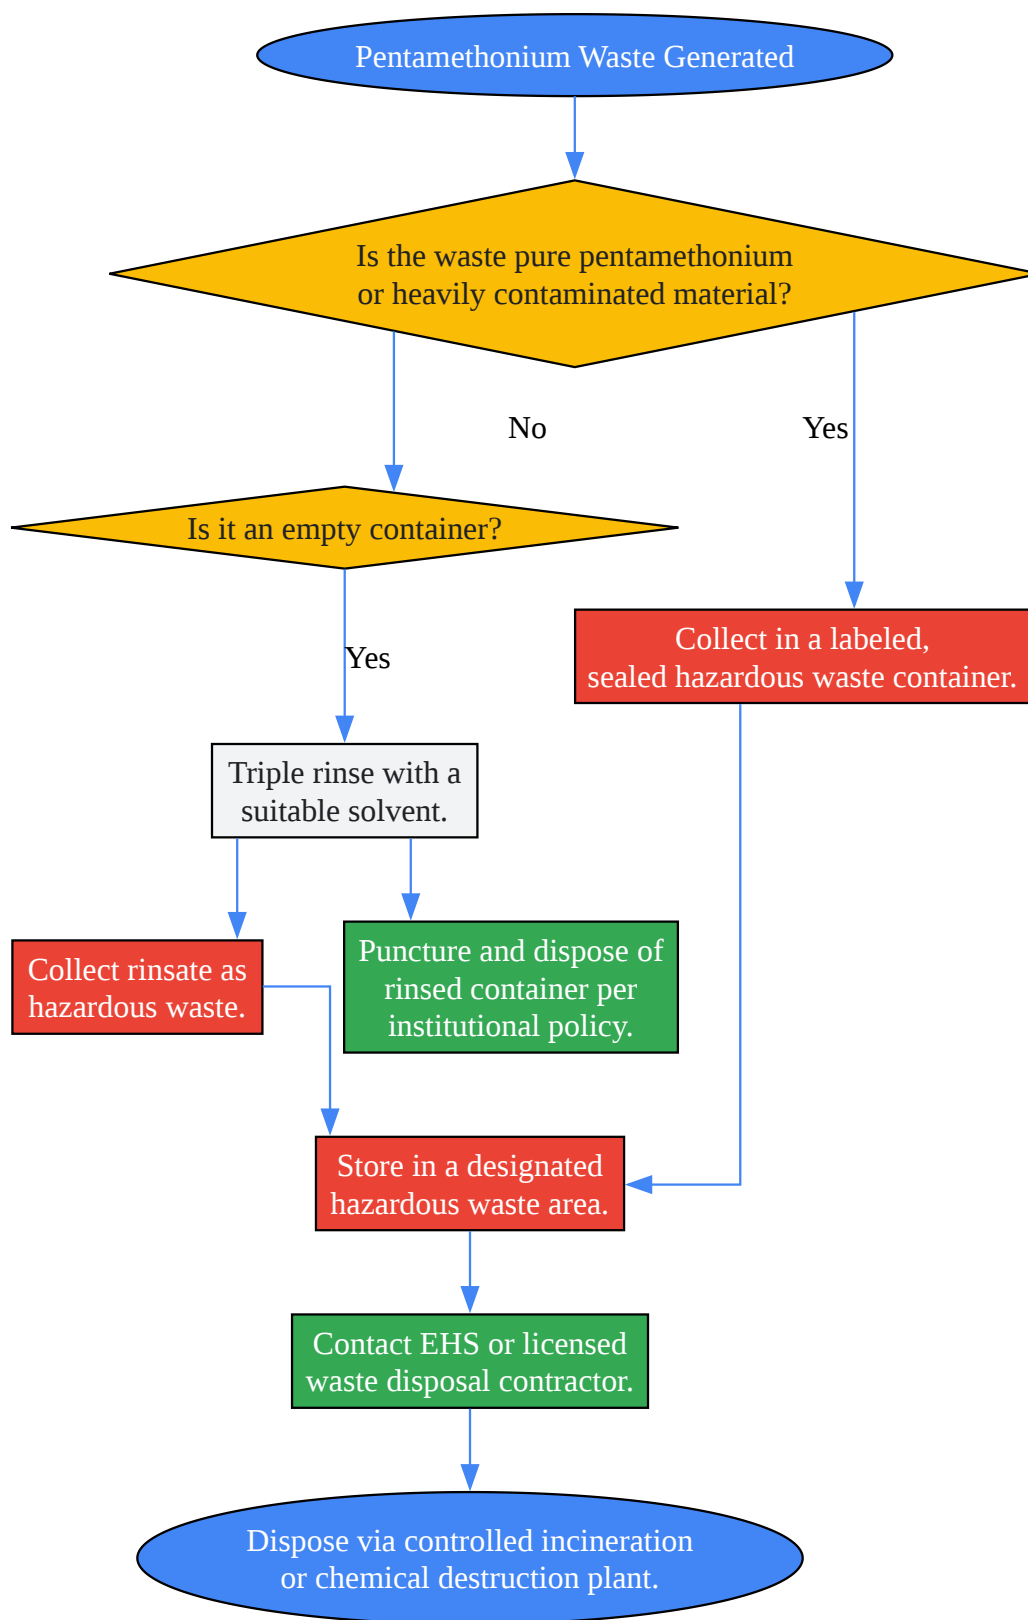 Pentamethonium Waste Generated
Is the waste pure pentamethonium
or heavily contaminated material?
No
Yes
Is it an empty container?
Collect in a labeled,
sealed hazardous waste container.
Yes
Triple rinse with a
suitable solvent.
Collect rinsate as
hazardous waste.
Puncture and dispose of
rinsed container per
institutional policy.
Store in a designated
hazardous waste area.
Contact EHS or licensed
waste disposal contractor.
Dispose via controlled incineration
or chemical destruction plant.